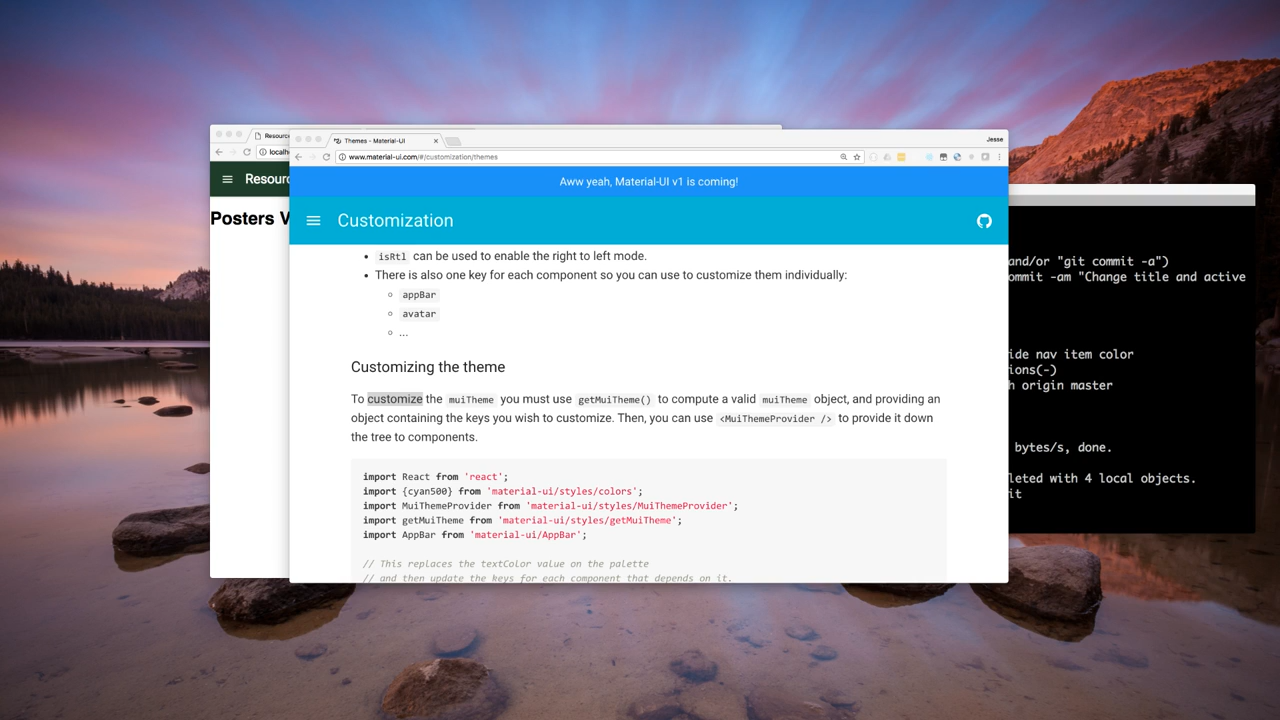 Resourc
Themes - Material-UI
Jesse
localh
www.material-ui.com/#/customization/themes
Aww yeah, Material-UI v1 is coming!
Resourc
Customization
Posters V
isRtl can be used to enable the right to left mode.
There is also one key for each component so you can use to customize them individually:
appBar
avatar
...
Customizing the theme
To customize the muiTheme you must use getMuiTheme() to compute a valid muiTheme object, and providing an
object containing the keys you wish to customize. Then, you can use <MuiThemeProvider /> to provide it down
the tree to components.
import React from 'react';
import {cyan500} from 'material-ui/styles/colors';
import MuiThemeProvider from 'material-ui/styles/MuiThemeProvider';
import getMuiTheme from 'material-ui/styles/getMuiTheme';
import AppBar from 'material-ui/AppBar';
// This replaces the textColor value on the palette
// and then update the keys for each component that depends on it.
and/or "git commit -a")
ommit -am "Change title and active
ide nav item color
ions(-)
h origin master
bytes/s, done.
leted with 4 local objects.
it